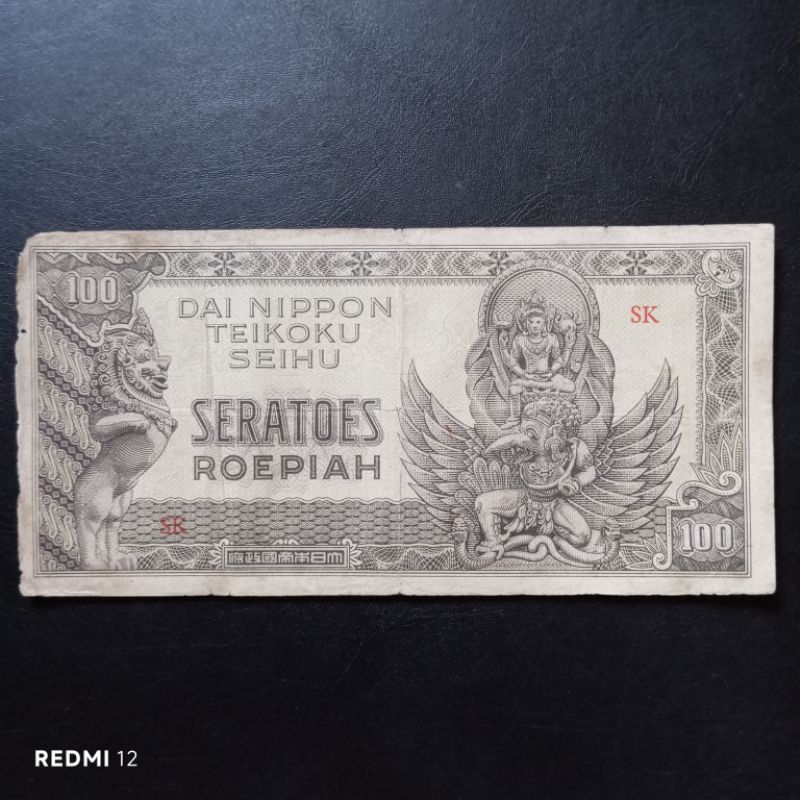 100
DAI NIPPON
TEIKOKU
SEIHU
SK
SERATOES
ROEPIAH
SK
府政國帝本日大
100
REDMI 12